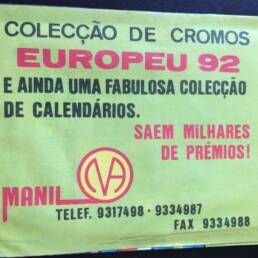 COLECÇÃO DE CROMOS
EUROPEU 92
E AINDA UMA FABULOSA COLECÇÃO
DE CALENDÁRIOS.
SAEM MILHARES
DE PRÉMIOS!
MANIL
TELEF. 9317498 - 9334987
FAX 9334988